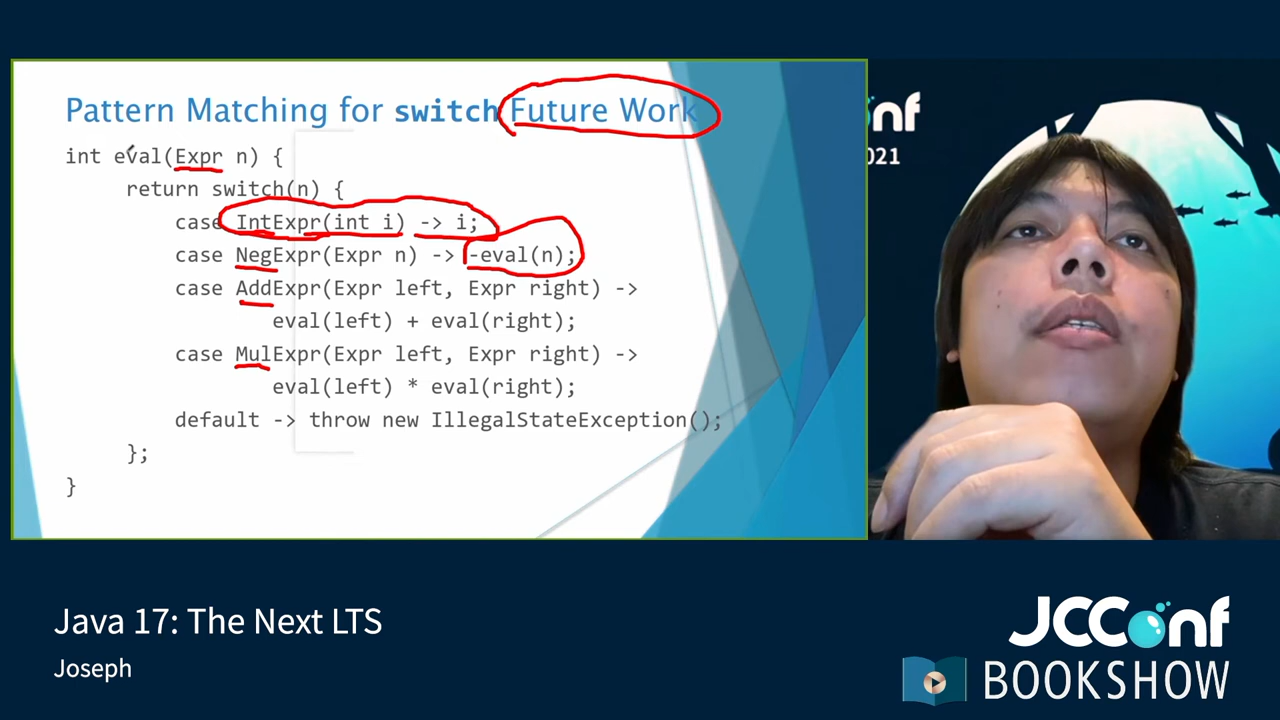 Pattern Matching for switch Future Work
int eval(Expr n) {
return switch(n) {
case IntExpr(int i) -> i;
case NegExpr(Expr n) -> -eval(n);
case AddExpr(Expr left, Expr right) ->
eval(left) + eval(right);
case MulExpr(Expr left, Expr right) ->
eval(left) * eval(right);
default -> throw new IllegalStateException();
};
}
nf
021
Java 17: The Next LTS
Joseph
JCConf
BOOKSHOW